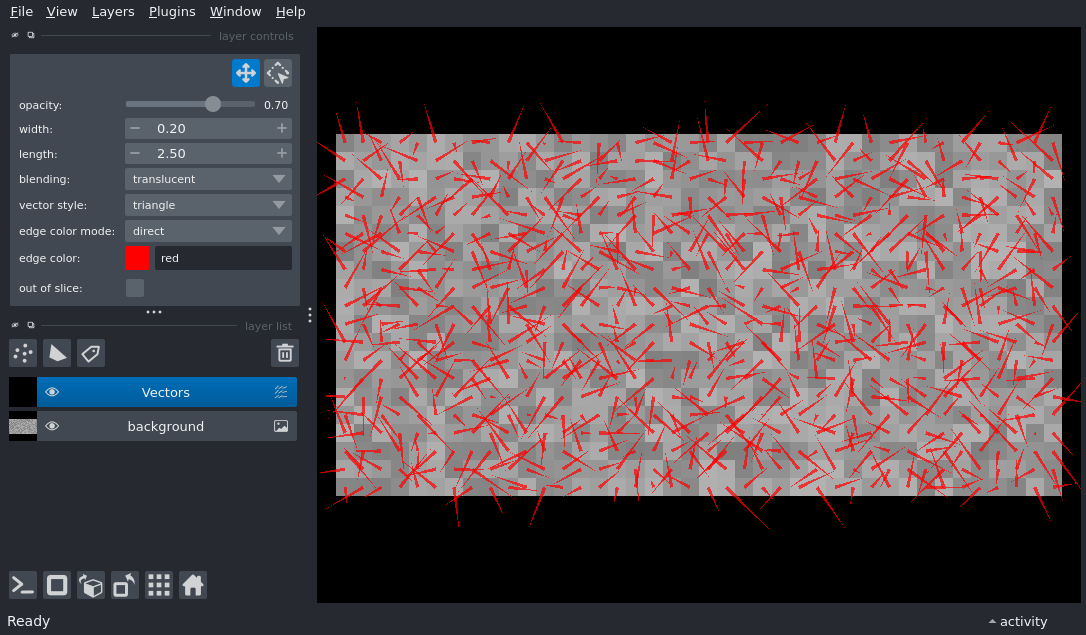 File View Layers Plugins Window Help
layer controls
opacity: 0.70
width: 0.20
length: 2.50
blending: translucent
vector style: triangle
edge color mode: direct
edge color: red
out of slice:
layer list
Vectors
background
Ready
activity